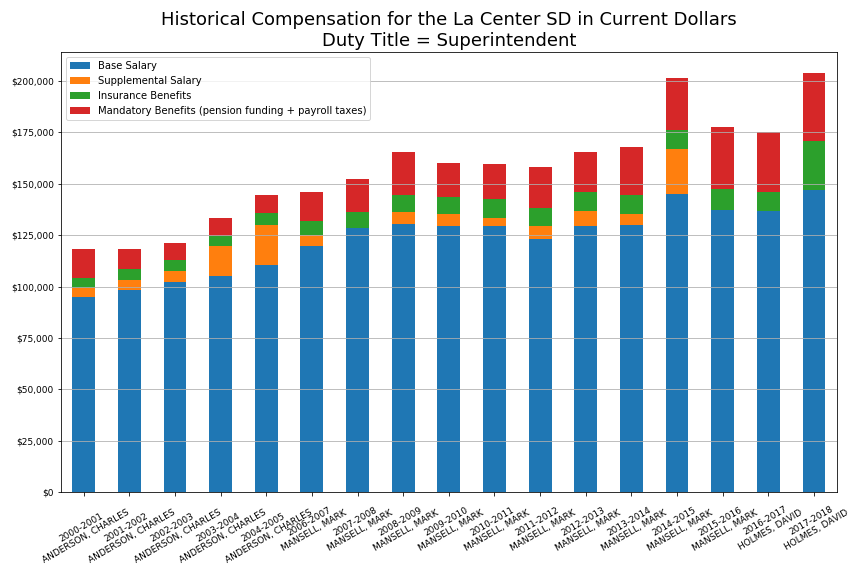 Historical Compensation for the La Center SD in Current Dollars
Duty Title = Superintendent
Base Salary
Supplemental Salary
Insurance Benefits
Mandatory Benefits (pension funding + payroll taxes)
$200,000
$175,000
$150,000
$125,000
$100,000
$75,000
$50,000
$25,000
$0
2000-2001
ANDERSON, CHARLES
2001-2002
ANDERSON, CHARLES
2002-2003
ANDERSON, CHARLES
2003-2004
ANDERSON, CHARLES
2004-2005
ANDERSON, CHARLES
2006-2007
MANSELL, MARK
2007-2008
MANSELL, MARK
2008-2009
MANSELL, MARK
2009-2010
MANSELL, MARK
2010-2011
MANSELL, MARK
2011-2012
MANSELL, MARK
2012-2013
MANSELL, MARK
2013-2014
MANSELL, MARK
2014-2015
MANSELL, MARK
2015-2016
MANSELL, MARK
2016-2017
HOLMES, DAVID
2017-2018
HOLMES, DAVID